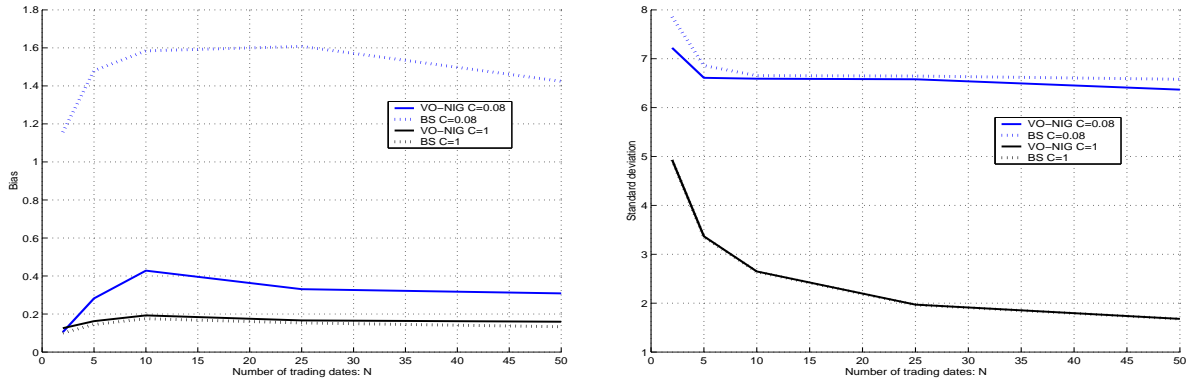 1.8
1.6
1.4
1.2
1
0.8
0.6
0.4
0.2
0
Bias
VO-NIG C=0.08
BS C=0.08
VO-NIG C=1
BS C=1
0 5 10 15 20 25 30 35 40 45 50
Number of trading dates: N
8
7
6
5
4
3
2
1
Standard deviation
VO-NIG C=0.08
BS C=0.08
VO-NIG C=1
BS C=1
0 5 10 15 20 25 30 35 40 45 50
Number of trading dates: N